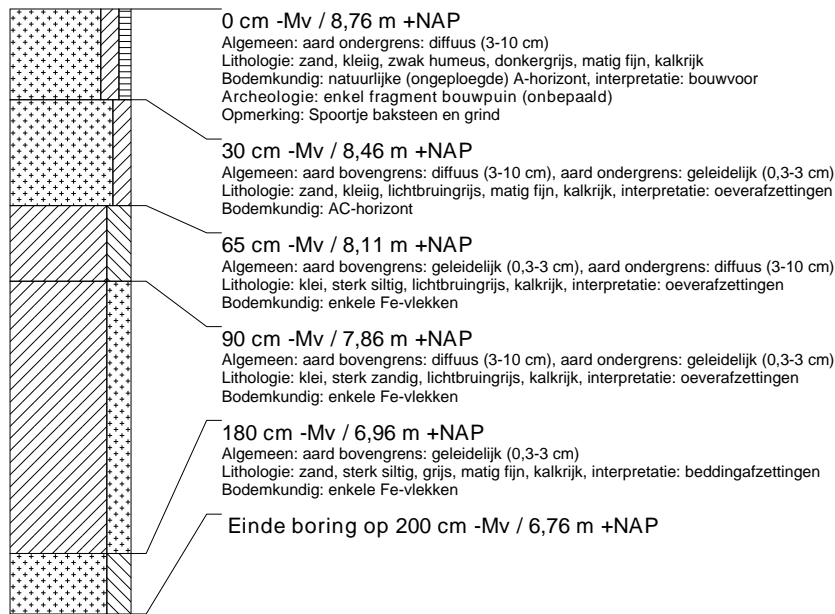 0 cm -Mv / 8,76 m +NAP
Algemeen: aard ondergrens: diffuus (3-10 cm)
Lithologie: zand, kleiig, zwak humeus, donkergrijs, matig fijn, kalkrijk
Bodemkundig: natuurlijke (ongeploegde) A-horizont, interpretatie: bouwvoor
Archeologie: enkel fragment bouwpuin (onbepaald)
Opmerking: Spoortje baksteen en grind
30 cm -Mv / 8,46 m +NAP
Algemeen: aard bovengrens: diffuus (3-10 cm), aard ondergrens: geleidelijk (0,3-3 cm)
Lithologie: zand, kleiig, lichtbruingrijs, matig fijn, kalkrijk, interpretatie: oeverafzettingen
Bodemkundig: AC-horizont
65 cm -Mv / 8,11 m +NAP
Algemeen: aard bovengrens: geleidelijk (0,3-3 cm), aard ondergrens: diffuus (3-10 cm)
Lithologie: klei, sterk siltig, lichtbruingrijs, kalkrijk, interpretatie: oeverafzettingen
Bodemkundig: enkele Fe-vlekken
90 cm -Mv / 7,86 m +NAP
Algemeen: aard bovengrens: diffuus (3-10 cm), aard ondergrens: geleidelijk (0,3-3 cm)
Lithologie: klei, sterk zandig, lichtbruingrijs, kalkrijk, interpretatie: oeverafzettingen
Bodemkundig: enkele Fe-vlekken
180 cm -Mv / 6,96 m +NAP
Algemeen: aard bovengrens: geleidelijk (0,3-3 cm)
Lithologie: zand, sterk siltig, grijs, matig fijn, kalkrijk, interpretatie: beddingafzettingen
Bodemkundig: enkele Fe-vlekken
Einde boring op 200 cm -Mv / 6,76 m +NAP